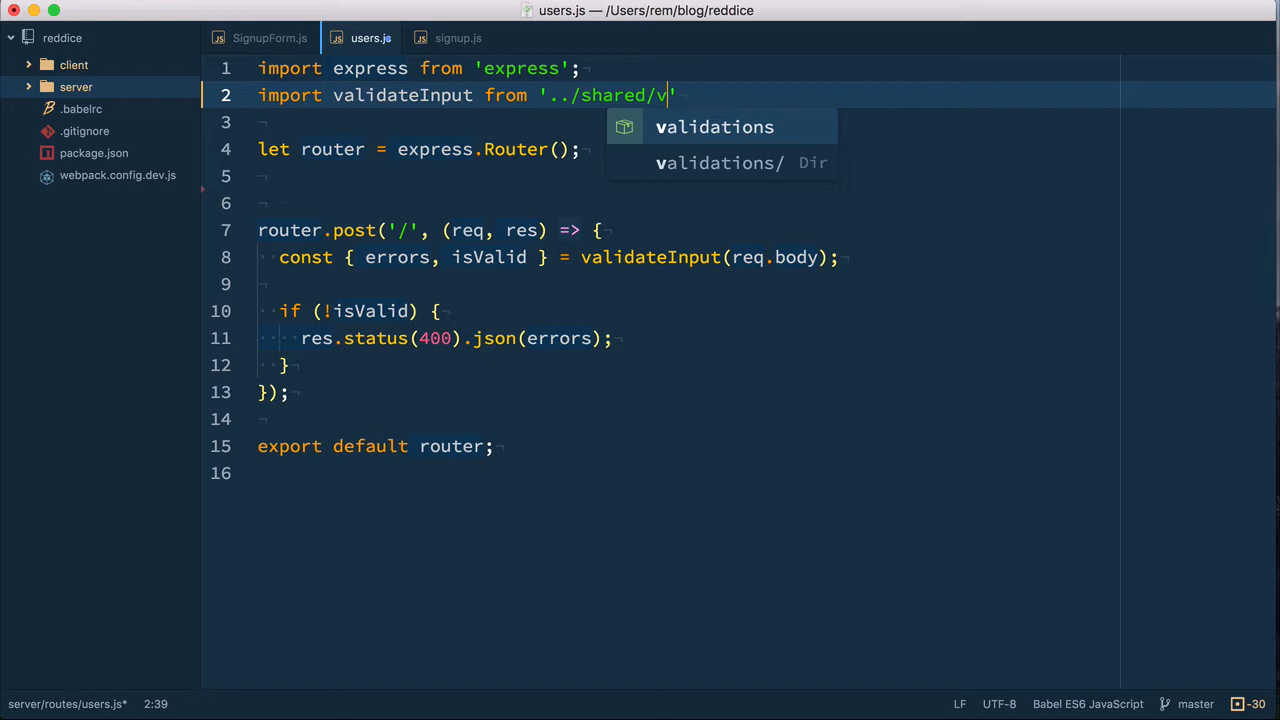 users.js — /Users/rem/blog/reddice
reddice
client
server
.babelrc
.gitignore
package.json
webpack.config.dev.js
SignupForm.js
users.js
signup.js
1 import express from 'express';
2 import validateInput from '../shared/v'
validations
validations/ Dir
3
4 let router = express.Router();
5
6
7 router.post('/', (req, res) => {
8 const { errors, isValid } = validateInput(req.body);
9
10 if (!isValid) {
11 res.status(400).json(errors);
12 }
13 });
14
15 export default router;
16
server/routes/users.js* 2:39 LF UTF-8 Babel ES6 JavaScript master -30